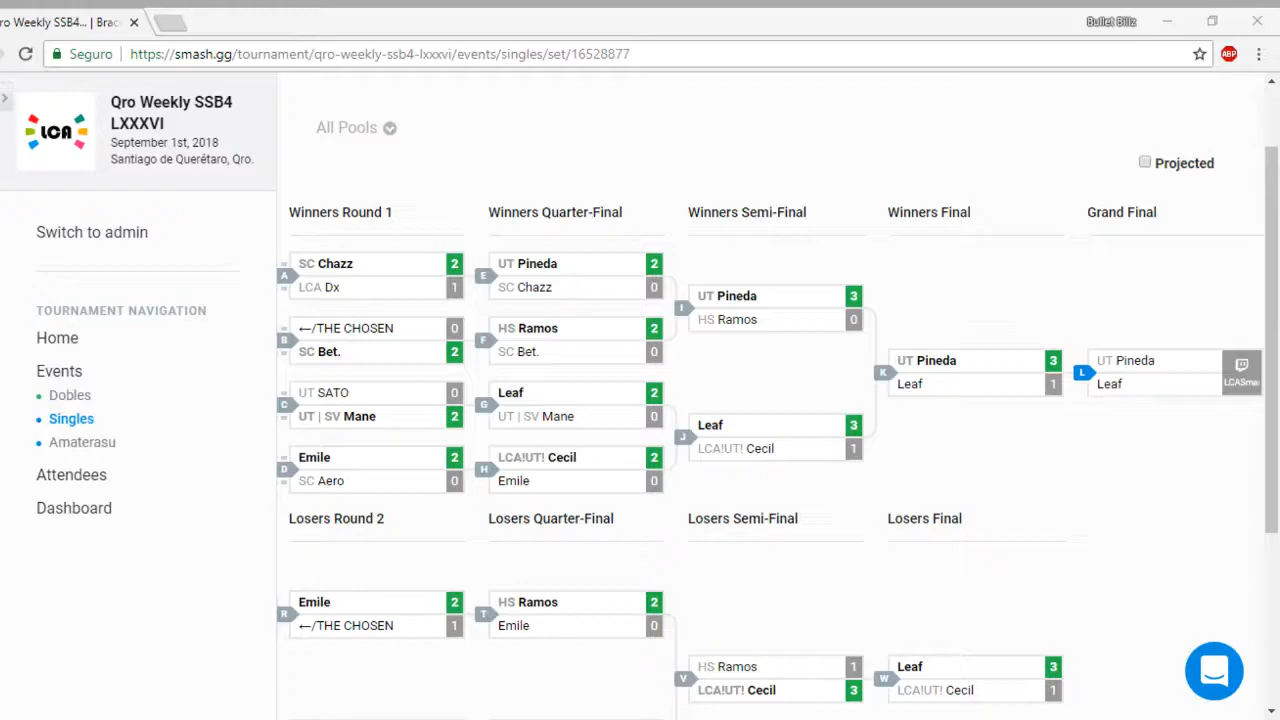 ro Weekly SSB4... | Brac
Bullet Billz
Seguro
https://smash.gg/tournament/qro-weekly-ssb4-lxxxvi/events/singles/set/16528877
ABP
LCA
Qro Weekly SSB4
LXXXVI
September 1st, 2018
Santiago de Querétaro, Qro.
Switch to admin
TOURNAMENT NAVIGATION
Home
Events
Dobles
Singles
Amaterasu
Attendees
Dashboard
All Pools
Projected
Winners Round 1
Winners Quarter-Final
Winners Semi-Final
Winners Final
Grand Final
A
SC Chazz 2
LCA Dx 1
B
←/THE CHOSEN 0
SC Bet. 2
C
UT SATO 0
UT | SV Mane 2
D
Emile 2
SC Aero 0
E
UT Pineda 2
SC Chazz 0
F
HS Ramos 2
SC Bet. 0
G
Leaf 2
UT | SV Mane 0
H
LCA!UT! Cecil 2
Emile 0
I
UT Pineda 3
HS Ramos 0
J
Leaf 3
LCA!UT! Cecil 1
K
UT Pineda 3
Leaf 1
L
UT Pineda
Leaf
LCASma
Losers Round 2
Losers Quarter-Final
Losers Semi-Final
Losers Final
R
Emile 2
←/THE CHOSEN 1
T
HS Ramos 2
Emile 0
V
HS Ramos 1
LCA!UT! Cecil 3
W
Leaf 3
LCA!UT! Cecil 1